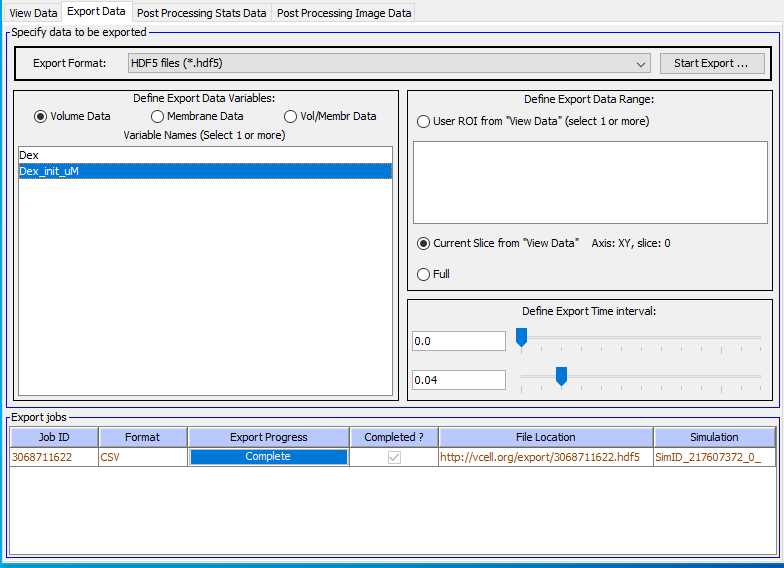 View Data Export Data Post Processing Stats Data Post Processing Image Data
Specify data to be exported
Export Format: HDF5 files (*.hdf5) Start Export ...
Define Export Data Variables:
Volume Data Membrane Data Vol/Membr Data
Variable Names (Select 1 or more)
Dex
Dex_init_uM
Define Export Data Range:
User ROI from "View Data" (select 1 or more)
Current Slice from "View Data" Axis: XY, slice: 0
Full
Define Export Time interval:
0.0
0.04
Export jobs
Job ID Format Export Progress Completed ? File Location Simulation
3068711622 CSV Complete http://vcell.org/export/3068711622.hdf5 SimID_217607372_0_